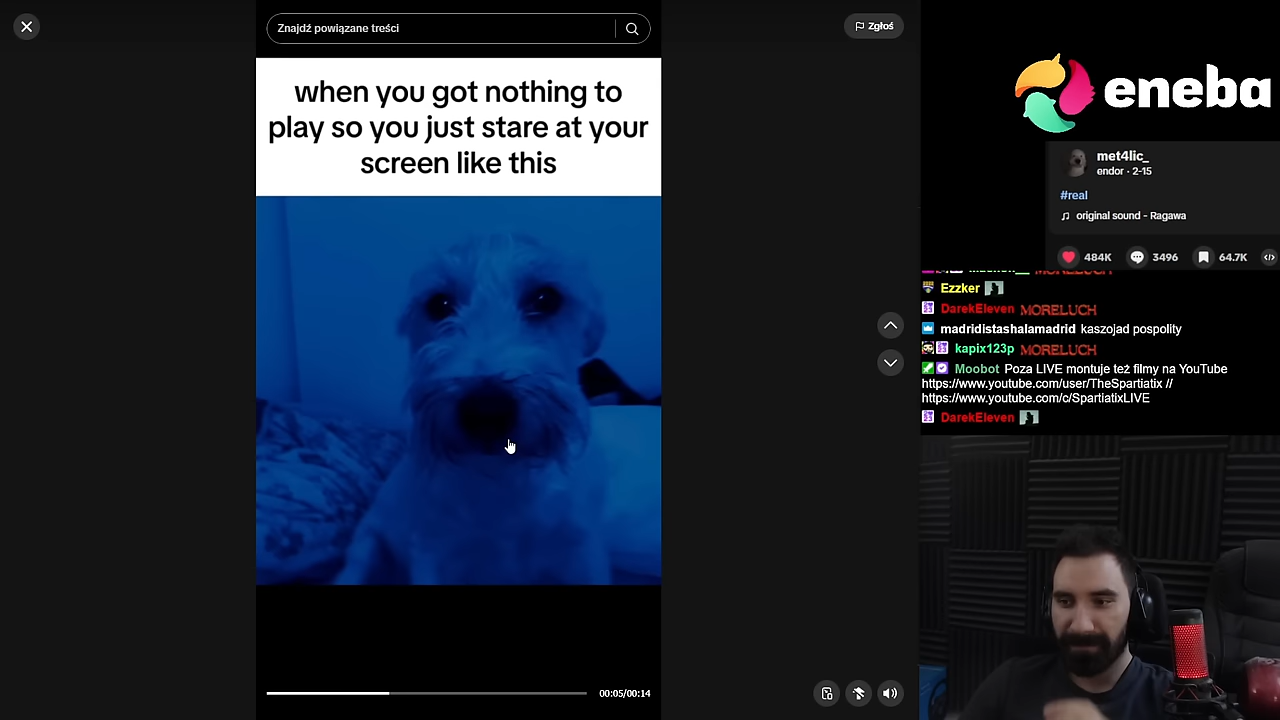 Znajdź powiązane treści
Zgłoś
when you got nothing to
play so you just stare at your
screen like this
00:05/00:14
eneba
met4lic_
endor · 2-15
#real
original sound - Ragawa
484K
3496
64.7K
Ezzker
DarekEleven MORELUCH
madridistashalamadrid kaszojad pospolity
kapix123p MORELUCH
Moobot Poza LIVE montuje też filmy na YouTube
https://www.youtube.com/user/TheSpartiatix //
https://www.youtube.com/c/SpartiatixLIVE
DarekEleven